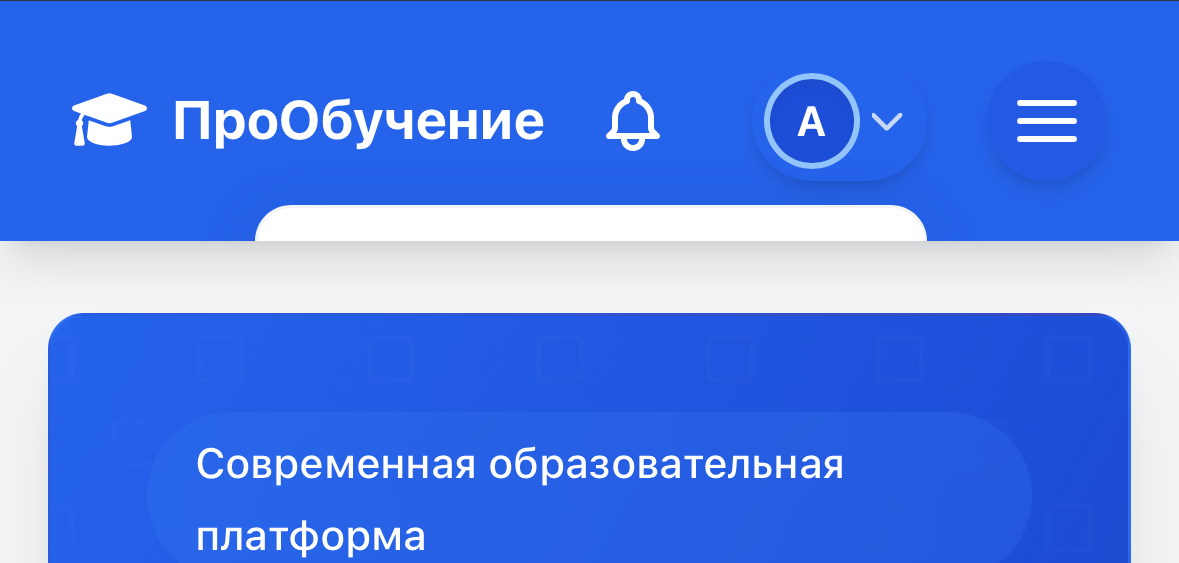 ПроОбучение
A
Современная образовательная
платформа